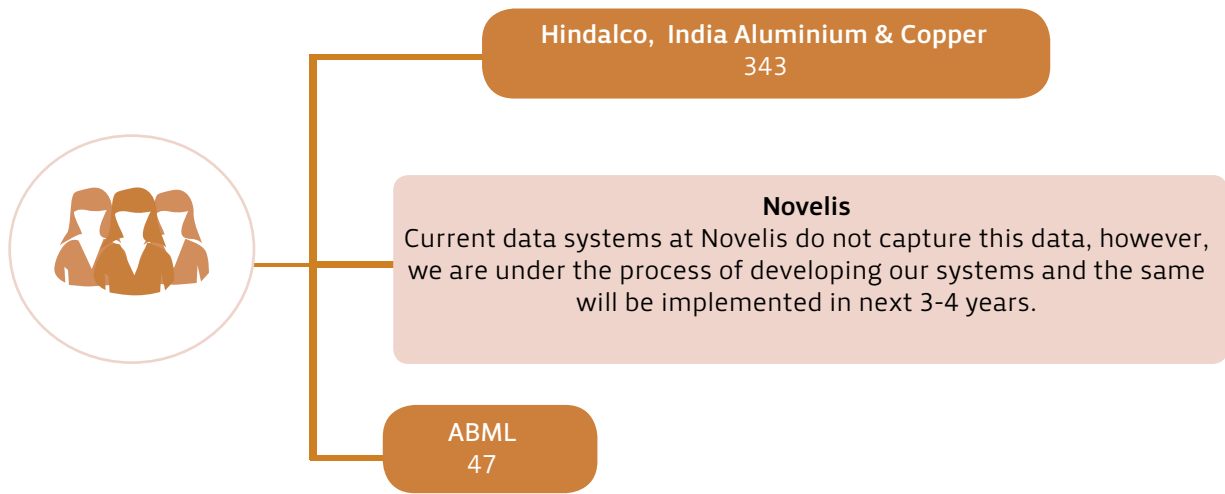 Hindalco, India Aluminium & Copper
343
Novelis
Current data systems at Novelis do not capture this data, however,
we are under the process of developing our systems and the same
will be implemented in next 3-4 years.
ABML
47